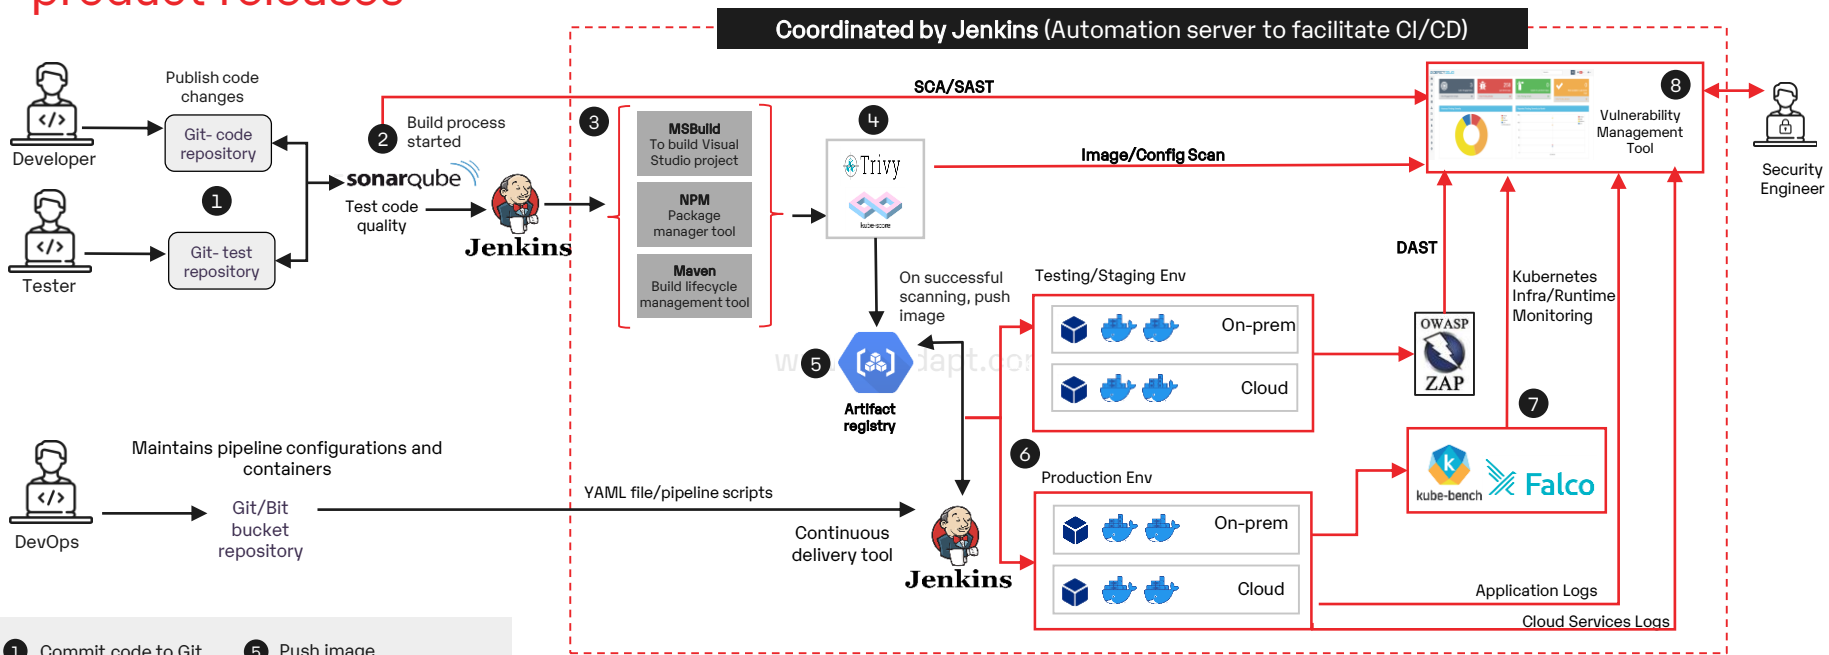 product releases
Coordinated by Jenkins (Automation server to facilitate CI/CD)
Developer
Publish code
changes
Git- code
repository
1
Tester
Git- test
repository
2
Build process
started
sonarqube
Test code
quality
Jenkins
3
MSBuild
To build Visual
Studio project
NPM
Package
manager tool
Maven
Build lifecycle
management tool
SCA/SAST
4
Trivy
kube-score
Image/Config Scan
8
Vulnerability
Management
Tool
Security
Engineer
On successful
scanning, push
image
5
Artifact
registry
Testing/Staging Env
On-prem
Cloud
DAST
OWASP
ZAP
Kubernetes
Infra/Runtime
Monitoring
7
kube-bench
Falco
6
Production Env
On-prem
Cloud
Application Logs
Cloud Services Logs
DevOps
Maintains pipeline configurations and
containers
Git/Bit
bucket
repository
YAML file/pipeline scripts
Continuous
delivery tool
Jenkins
1 Commit code to Git
5 Push image